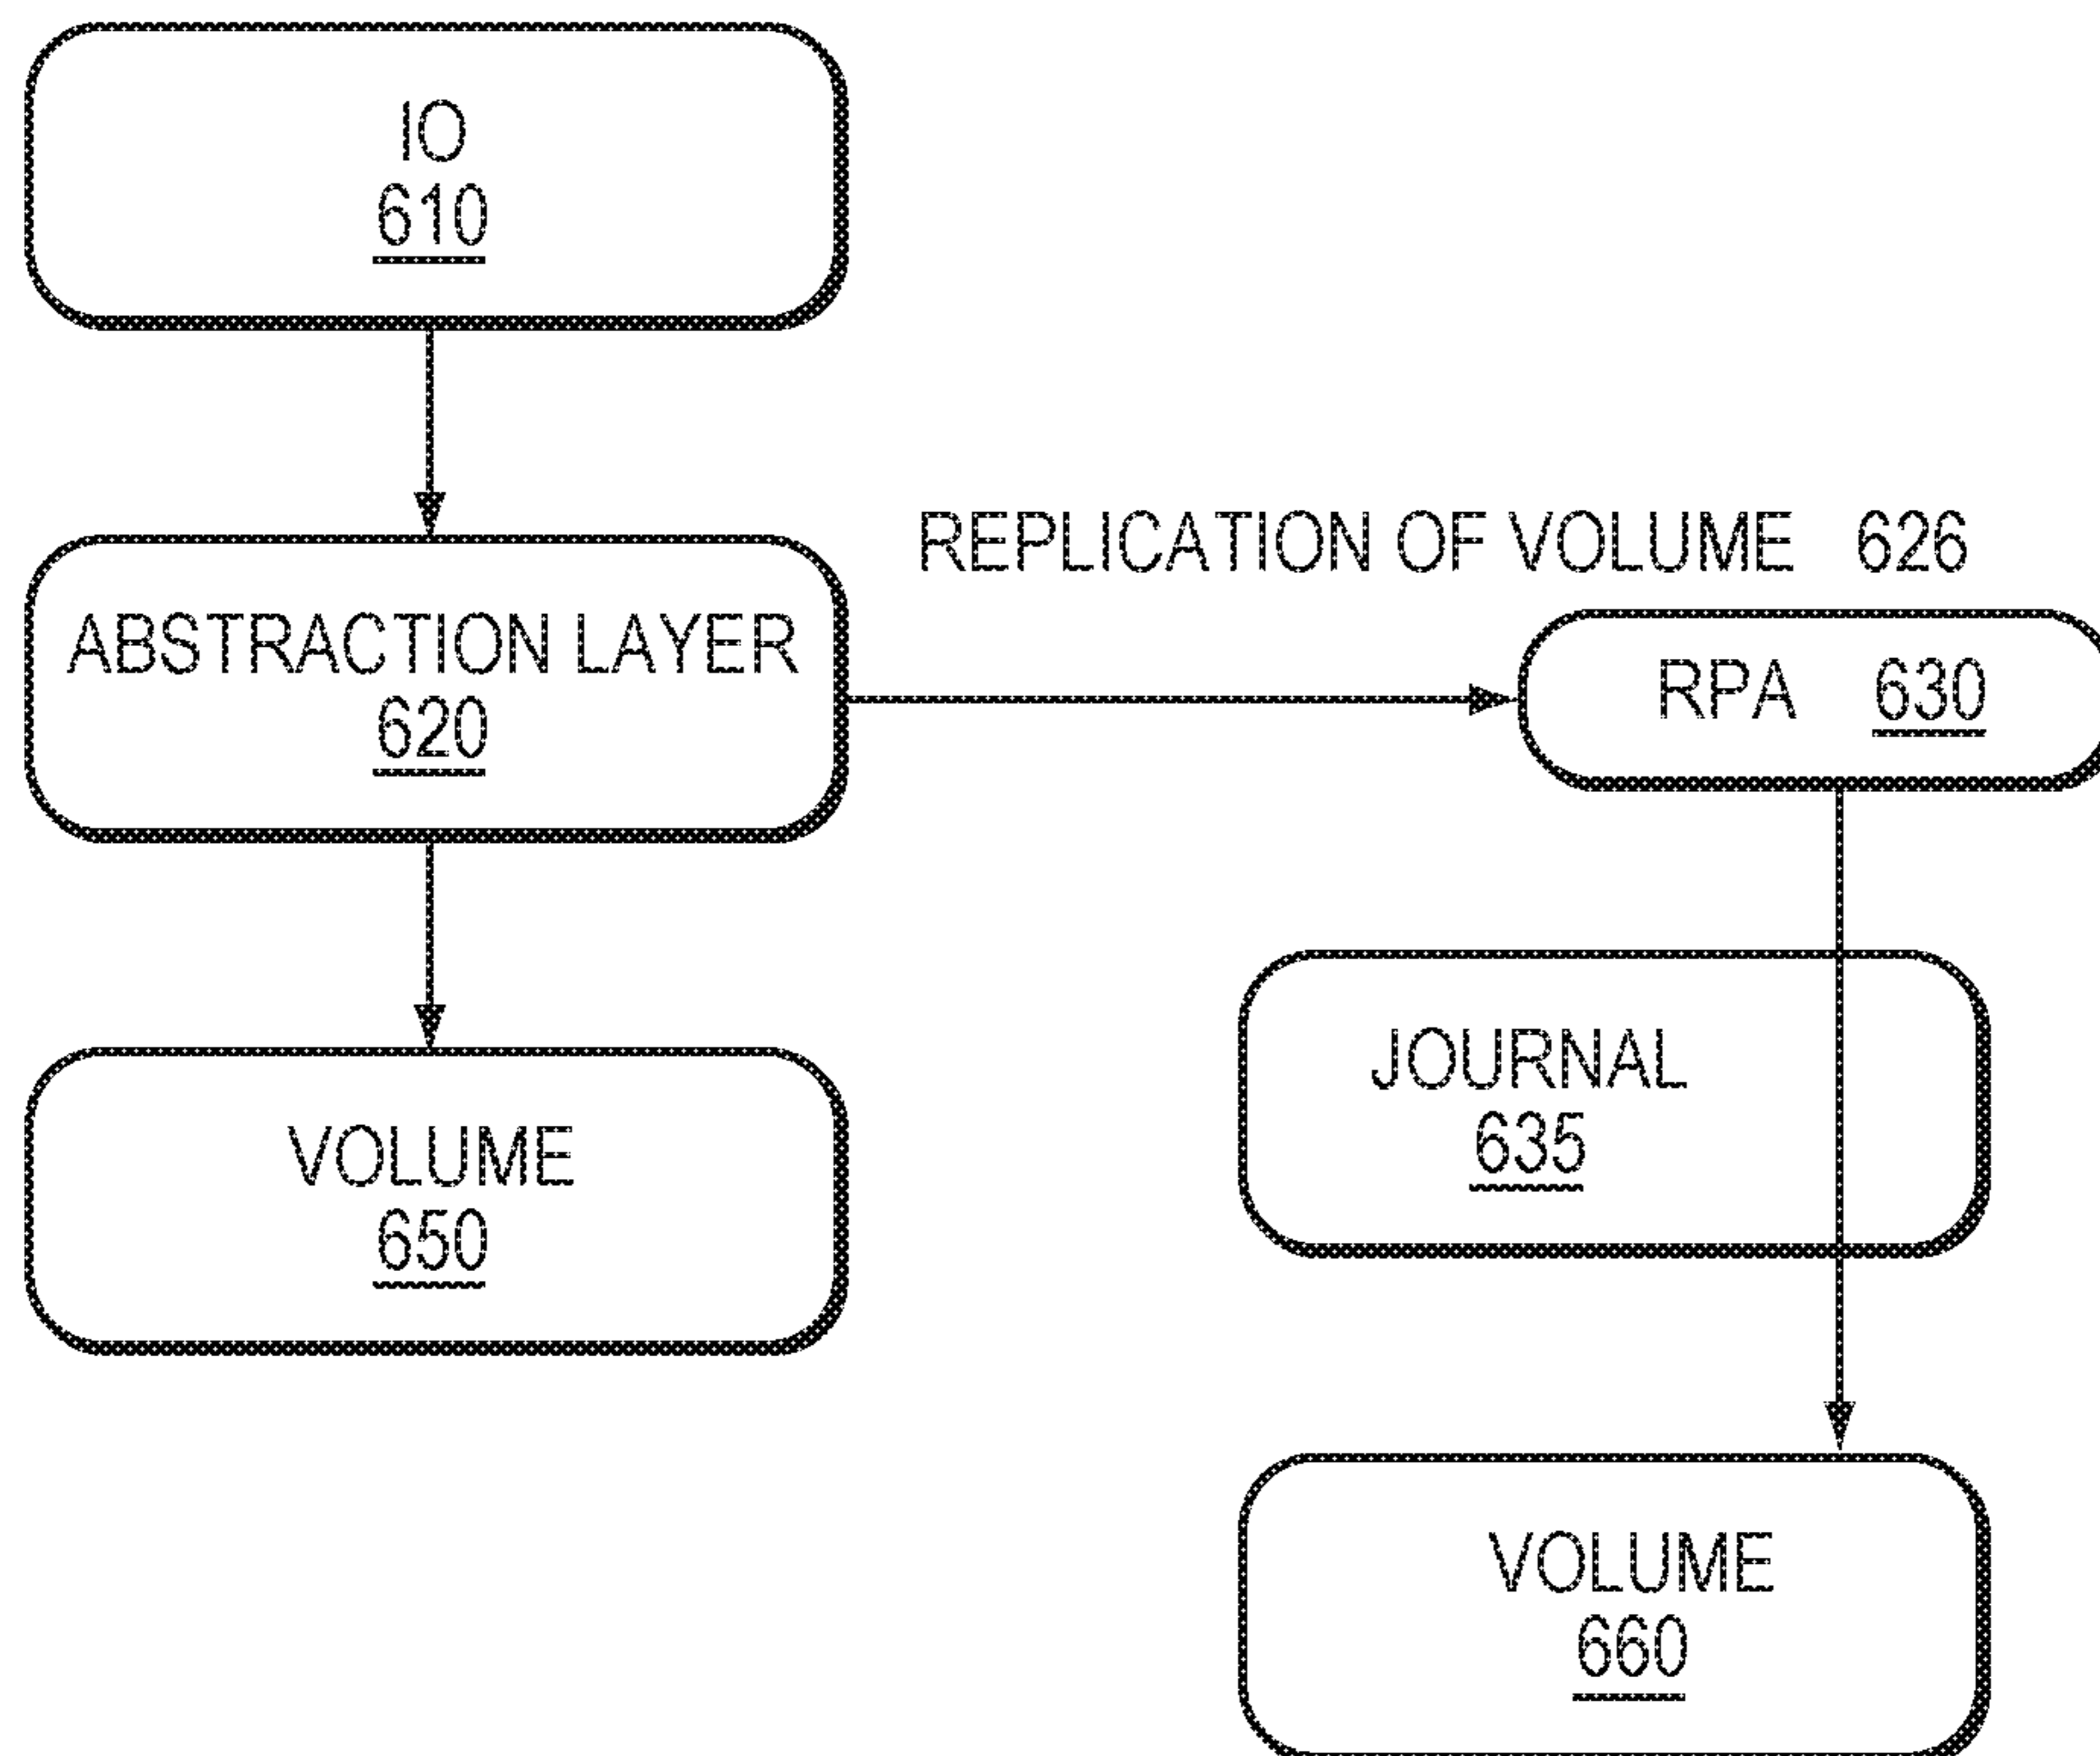 IO
610
REPLICATION OF VOLUME 626
ABSTRACTION LAYER
620
RPA 630
JOURNAL
635
VOLUME
650
VOLUME
660